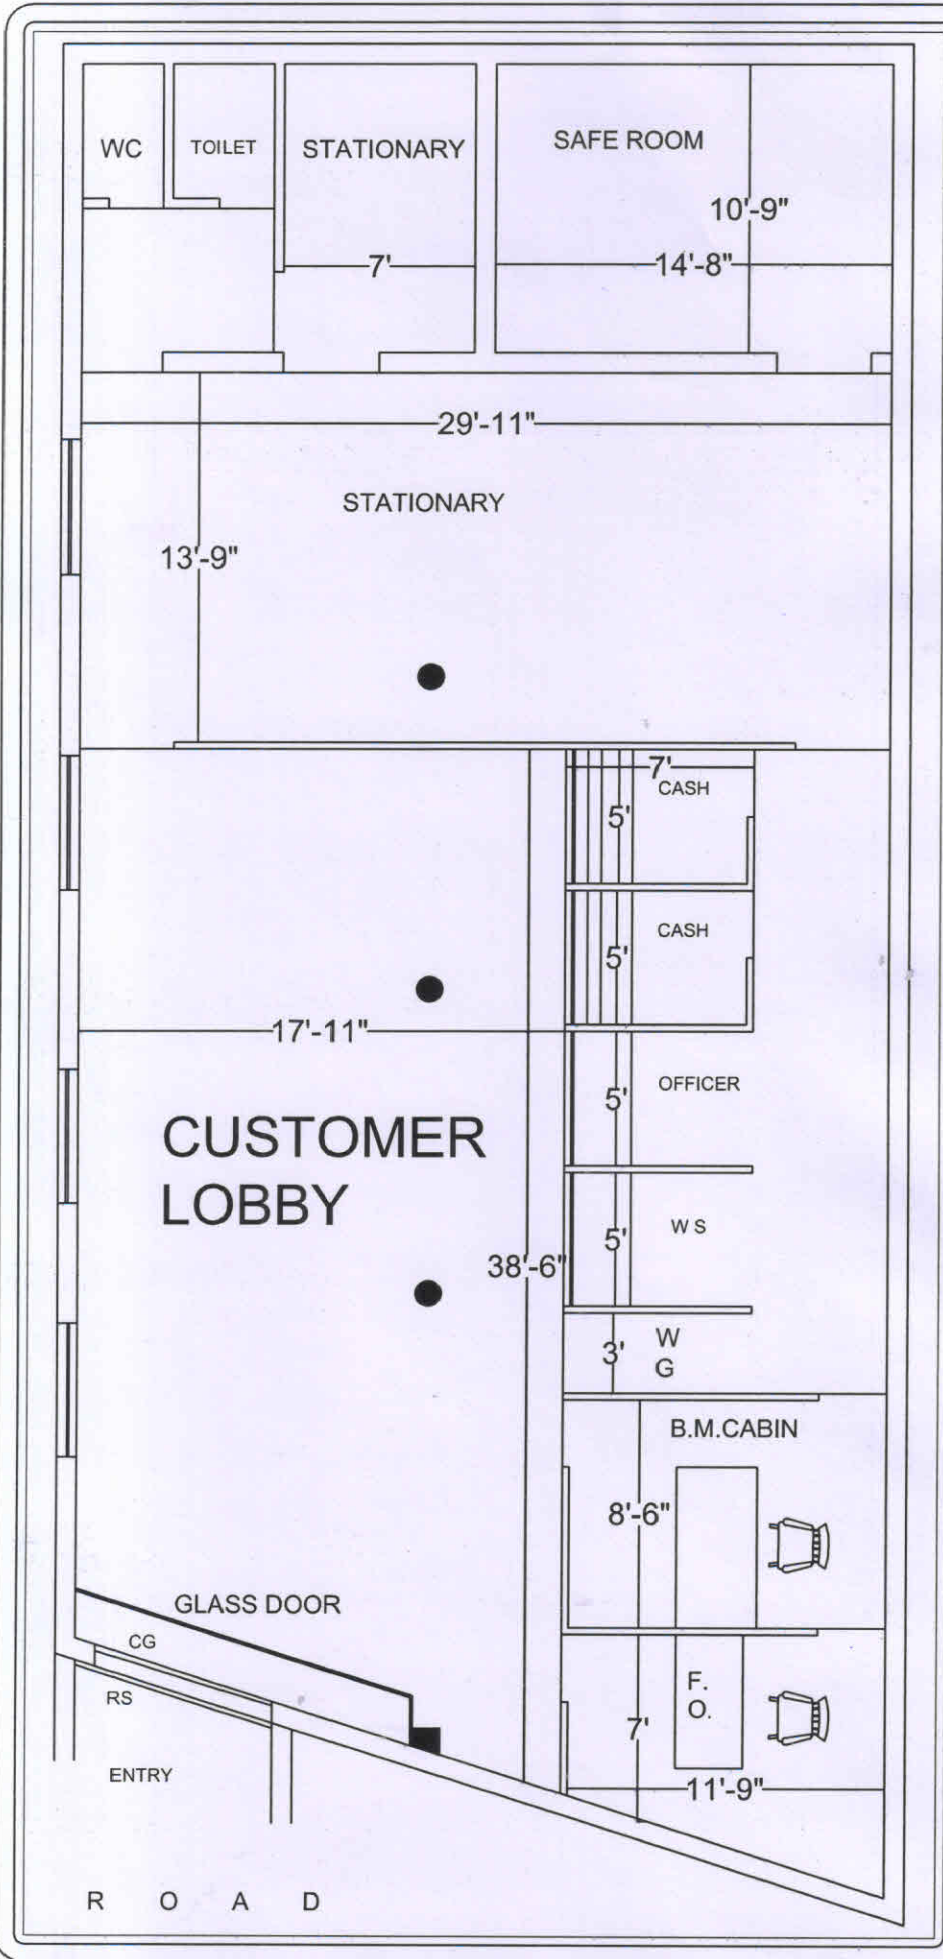 WC
TOILET
STATIONARY
SAFE ROOM
10'-9"
7'
14'-8"
29'-11"
STATIONARY
13'-9"
7'
CASH
5'
CASH
5'
17'-11"
OFFICER
5'
CUSTOMER
LOBBY
W S
5'
38'-6"
W
G
3'
B.M.CABIN
8'-6"
GLASS DOOR
CG
RS
F.
O.
7'
ENTRY
11'-9"
R O A D